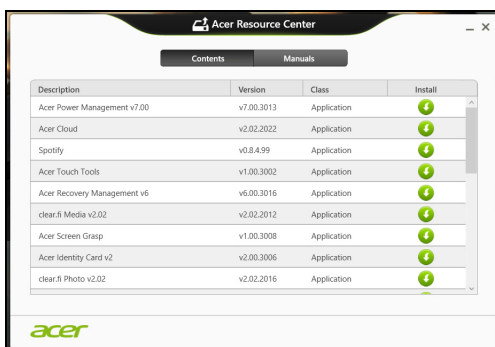 Acer Resource Center
Contents Manuals
Description Version Class Install
Acer Power Management v7.00 v7.00.3013 Application
Acer Cloud v2.02.2022 Application
Spotify v0.8.4.99 Application
Acer Touch Tools v1.00.3002 Application
Acer Recovery Management v6 v6.00.3016 Application
clear.fi Media v2.02 v2.02.2012 Application
Acer Screen Grasp v1.00.3008 Application
Acer Identity Card v2 v2.00.3006 Application
clear.fi Photo v2.02 v2.02.2016 Application
acer